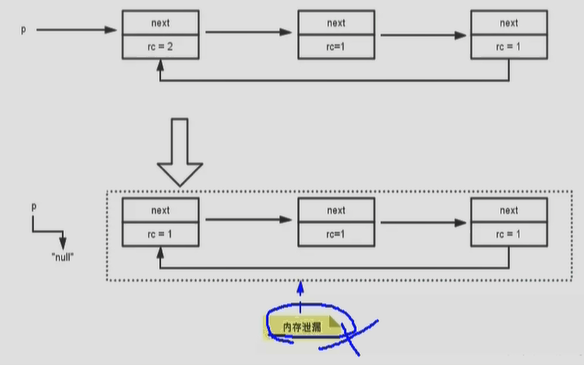 p
next
next
next
rc = 2
rc=1
rc = 1
p
next
next
next
rc = 1
rc=1
rc = 1
"null"
内存泄漏